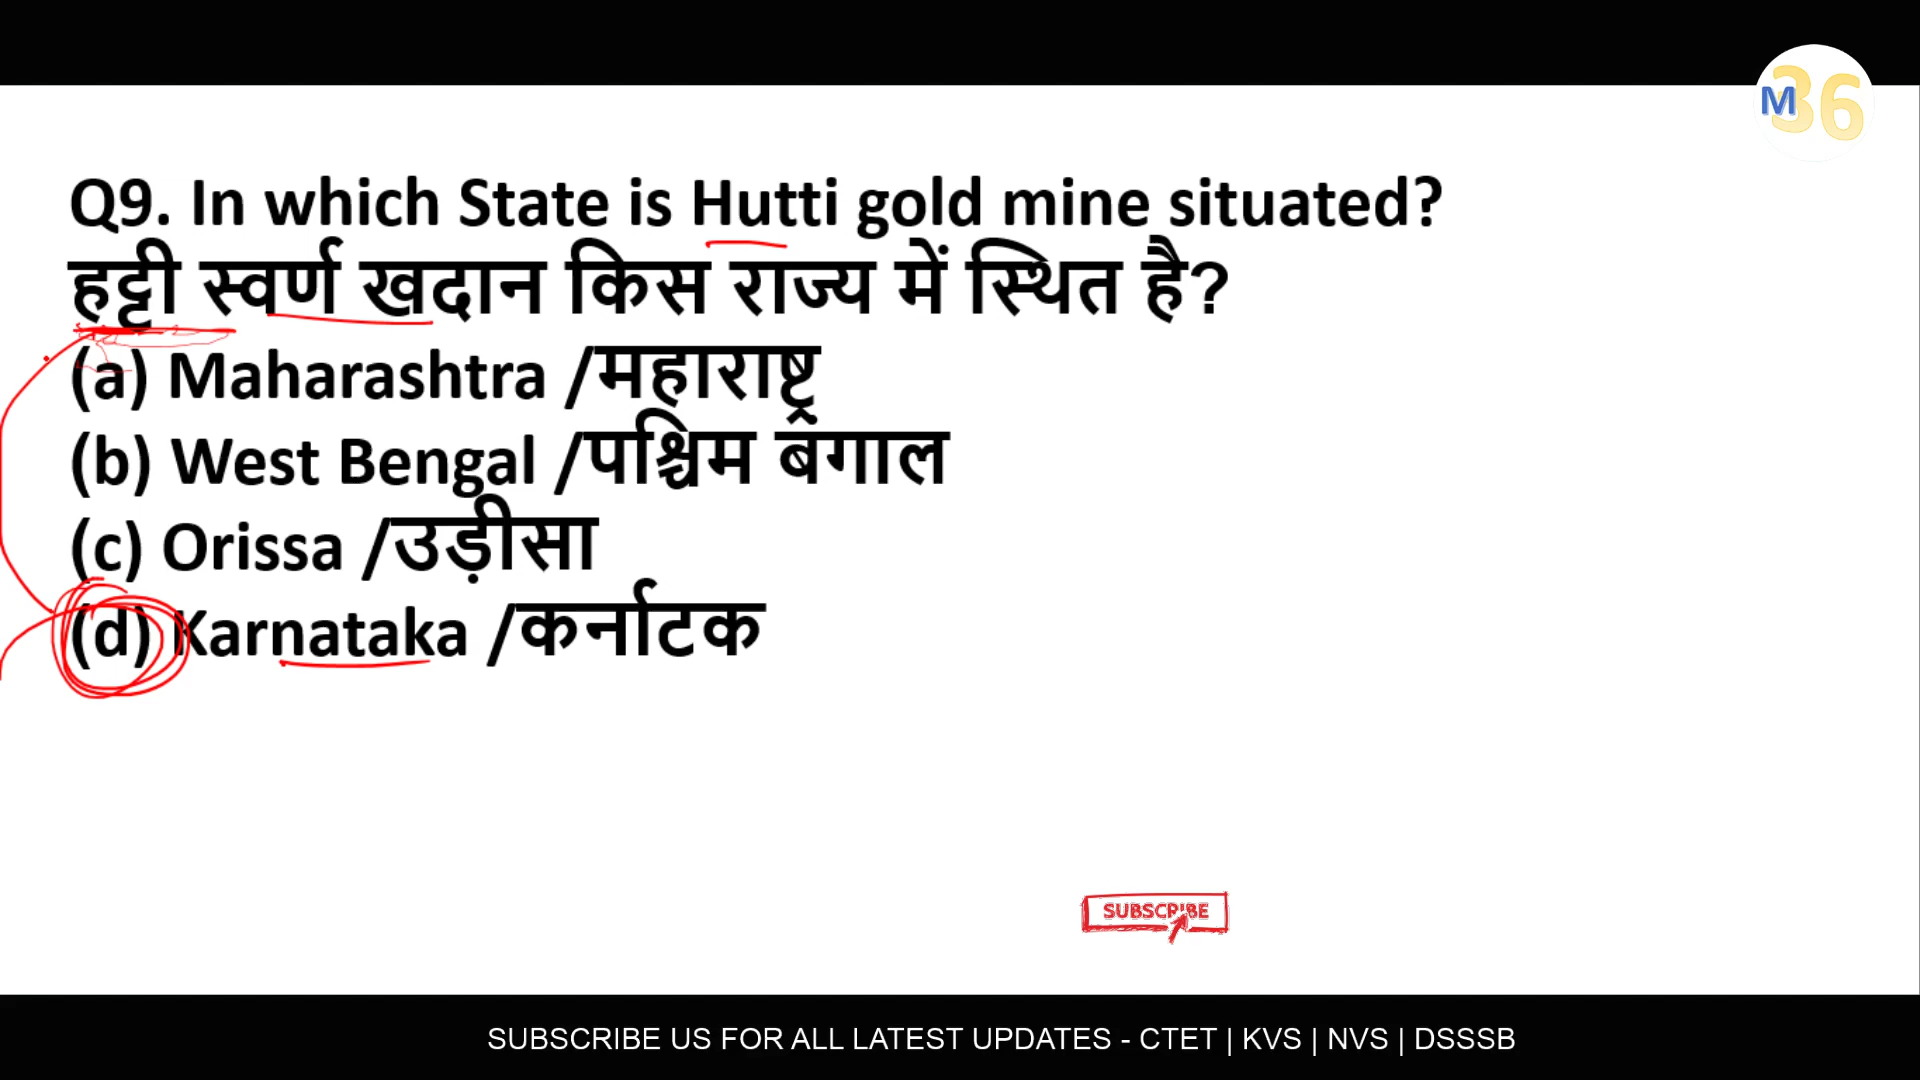 M36
Q9. In which State is Hutti gold mine situated?
हट्टी स्वर्ण खदान किस राज्य में स्थित है?
(a) Maharashtra /महाराष्ट्र
(b) West Bengal /पश्चिम बंगाल
(c) Orissa /उड़ीसा
(d) Karnataka /कर्नाटक
SUBSCRIBE
SUBSCRIBE US FOR ALL LATEST UPDATES - CTET | KVS | NVS | DSSSB